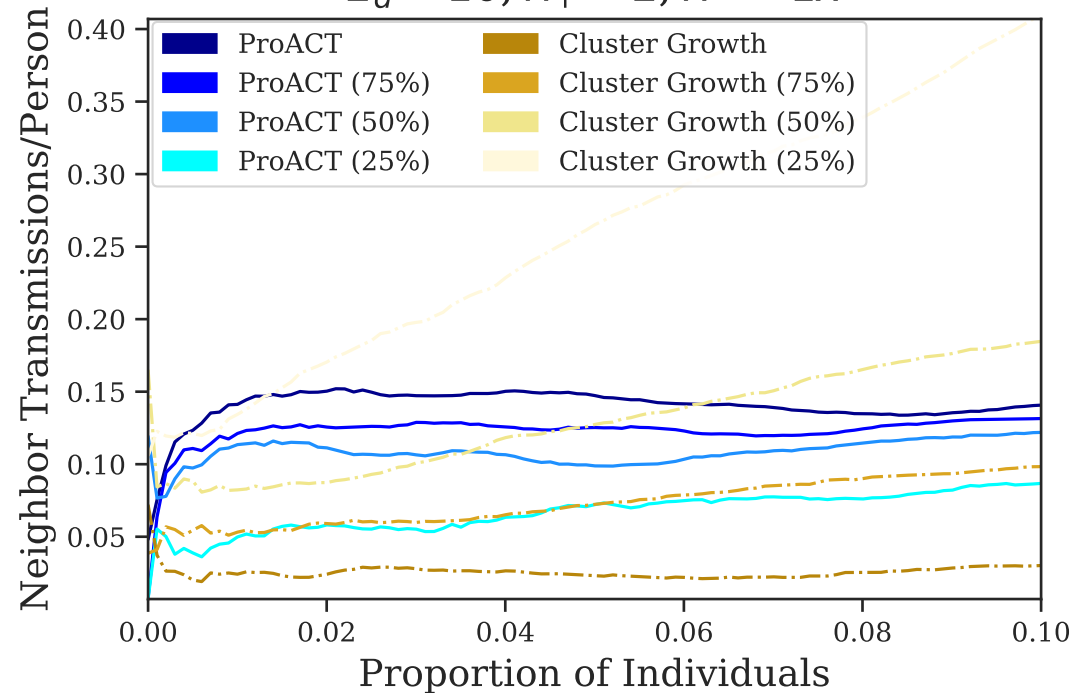 0.40
0.35
0.30
0.25
0.20
0.15
0.10
0.05
Neighbor Transmissions/Person
ProACT
ProACT (75%)
ProACT (50%)
ProACT (25%)
Cluster Growth
Cluster Growth (75%)
Cluster Growth (50%)
Cluster Growth (25%)
0.00 0.02 0.04 0.06 0.08 0.10
Proportion of Individuals